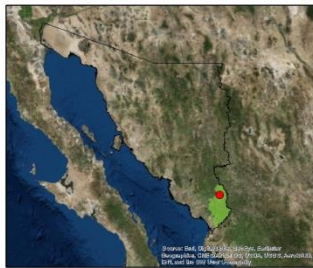 Source: Esri, DigitalGlobe, GeoEye, Earthstar
Geographics, CNES/Airbus DS, USDA, USGS, AeroGRID,
IGN, and the GIS User Community